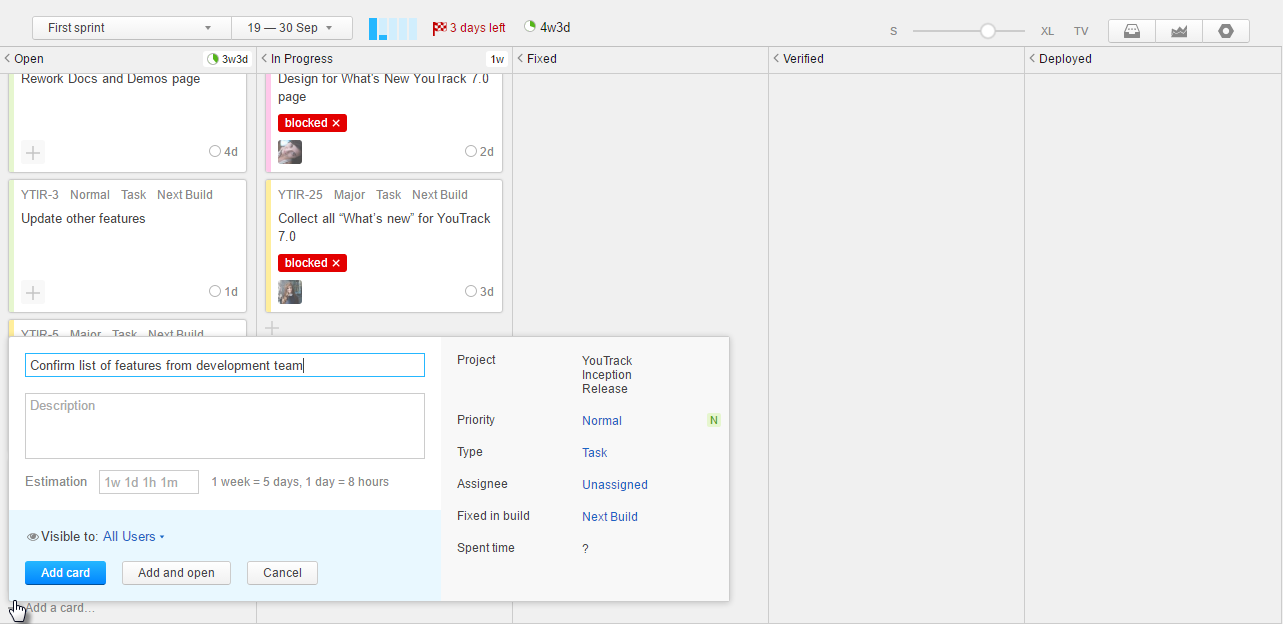 First sprint
19 — 30 Sep
3 days left
4w3d
S
XL
TV
Open
3w3d
In Progress
1w
Fixed
Verified
Deployed
Rework Docs and Demos page
4d
Design for What's New YouTrack 7.0
page
blocked ×
2d
YTIR-3 Normal Task Next Build
Update other features
1d
YTIR-25 Major Task Next Build
Collect all “What's new” for YouTrack
7.0
blocked ×
3d
YTIR-5 Major Task Next Build
Confirm list of features from development team
Description
Estimation 1w 1d 1h 1m 1 week = 5 days, 1 day = 8 hours
Visible to: All Users
Add card
Add and open
Cancel
Project YouTrack
Inception
Release
Priority Normal N
Type Task
Assignee Unassigned
Fixed in build Next Build
Spent time ?
Add a card...